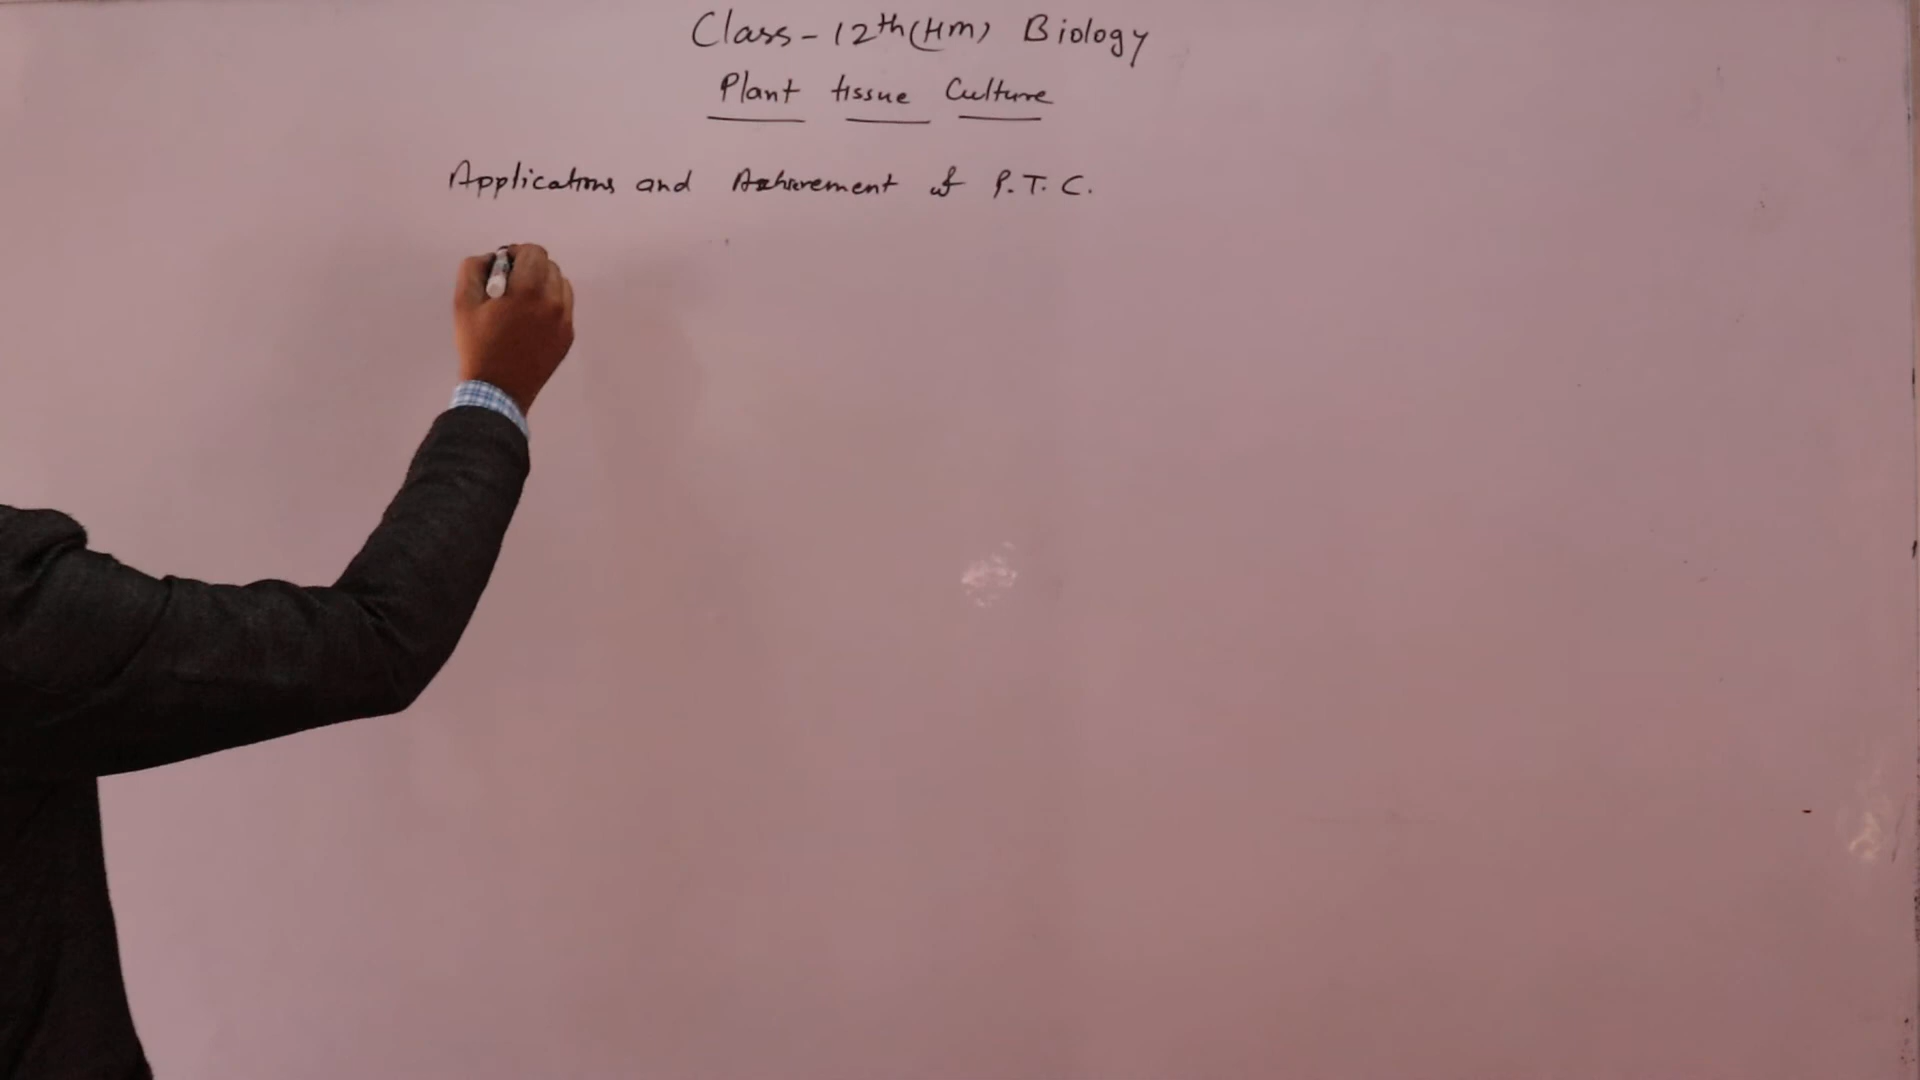 Class-12th(HM) Biology
Plant tissue Culture
Applications and Achievement of P.T.C.